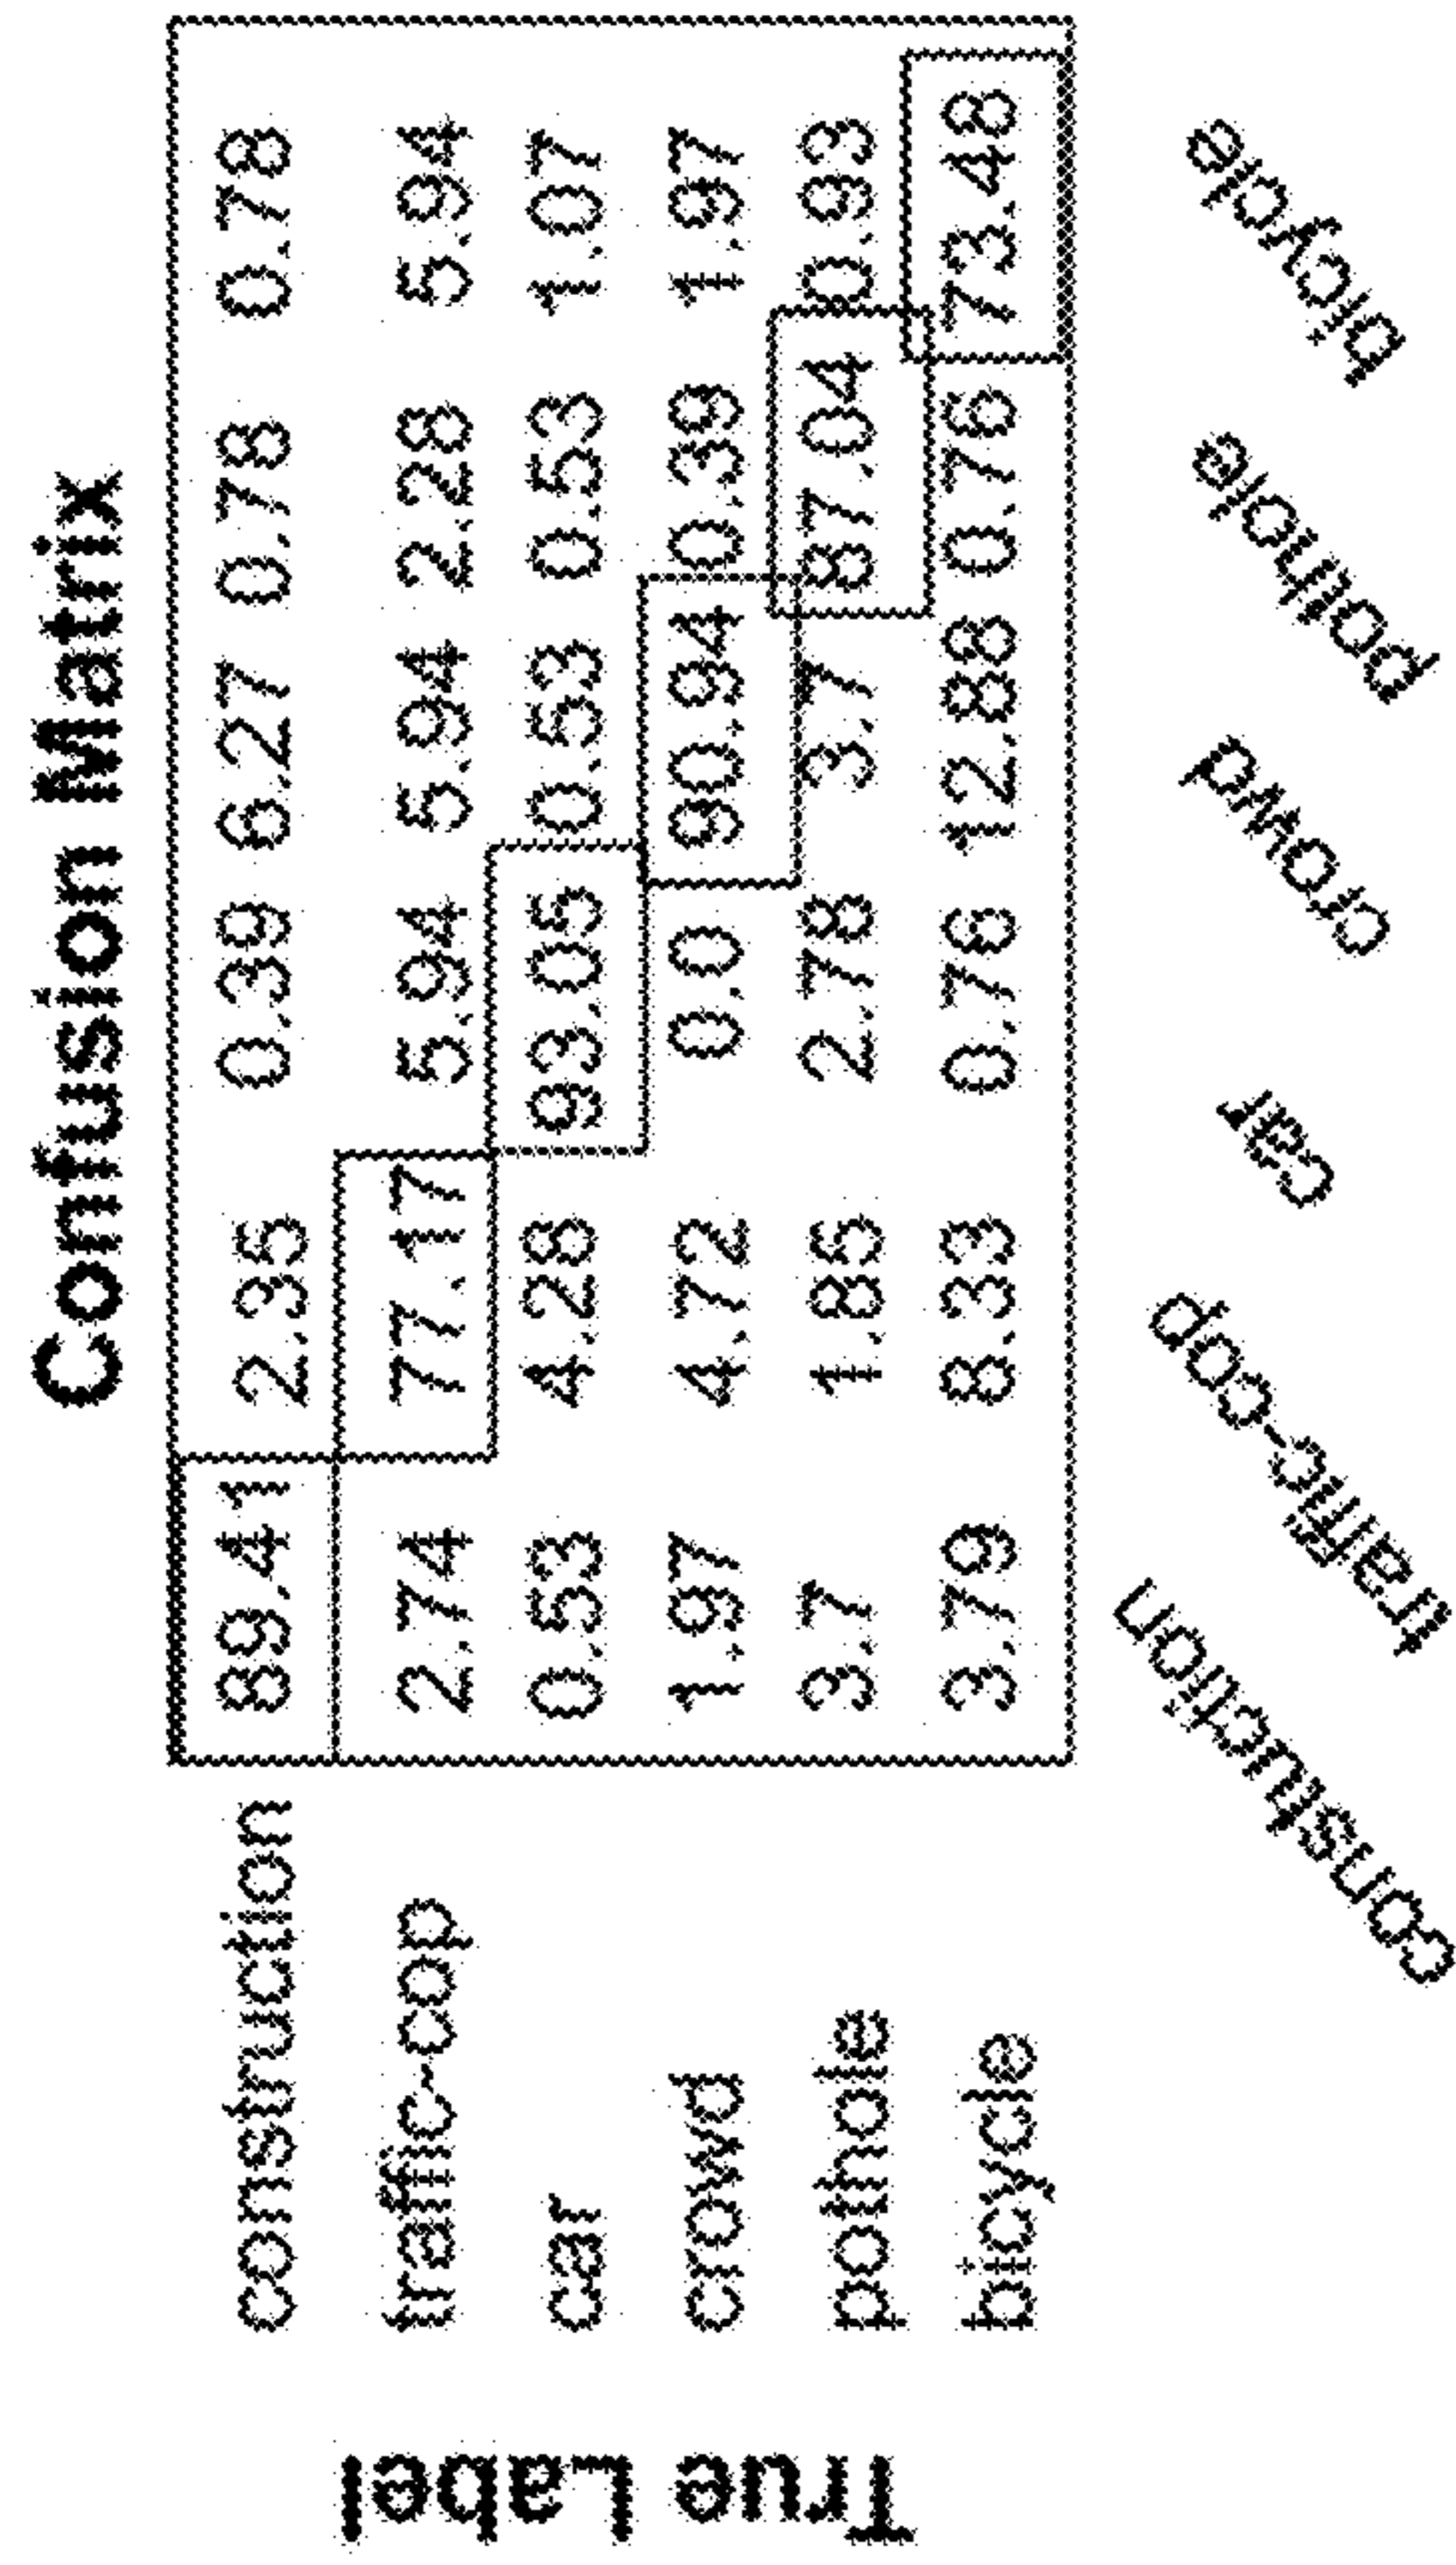 Confusion Matrix
True Label
construction 89.41 2.35 0.39 6.27 0.78 0.78
traffic-cop 2.74 77.17 5.94 5.94 2.28 5.94
car 0.53 4.28 93.05 0.53 0.53 1.07
crowd 1.97 4.72 0.0 90.94 0.39 1.97
pothole 3.7 1.85 2.78 3.7 87.04 0.93
bicycle 3.79 8.33 0.76 12.88 0.76 73.48
construction traffic-cop car crowd pothole bicycle